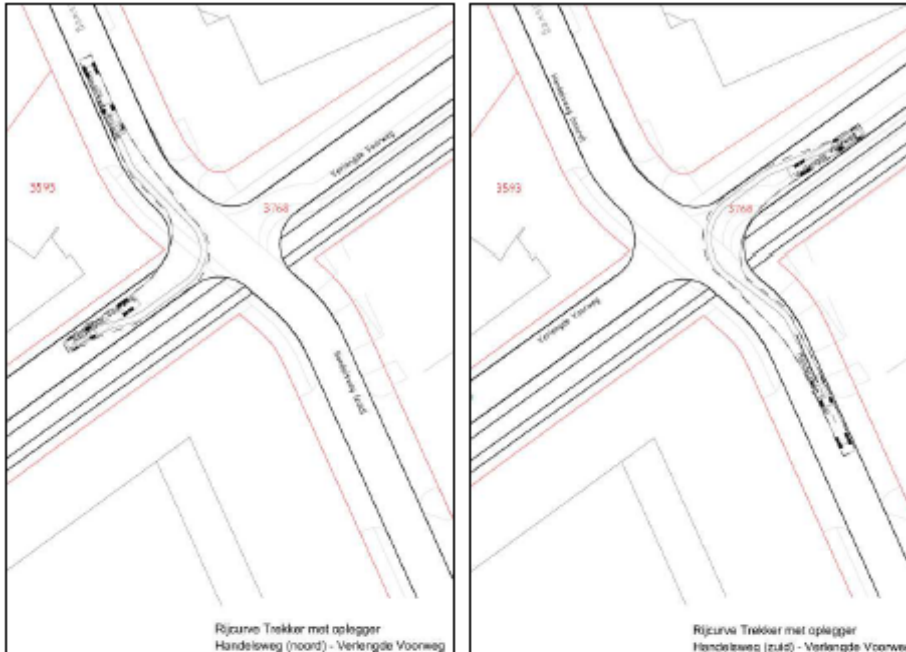 3593
3768
Verlengde Voorweg
Handelsweg (zuid)
Rijcurve Trekker met oplegger
Handelsweg (noord) - Verlengde Voorweg
Handelsweg (noord)
3593
3768
Verlengde Voorweg
Rijcurve Trekker met oplegger
Handelsweg (zuid) - Verlengde Voorweg